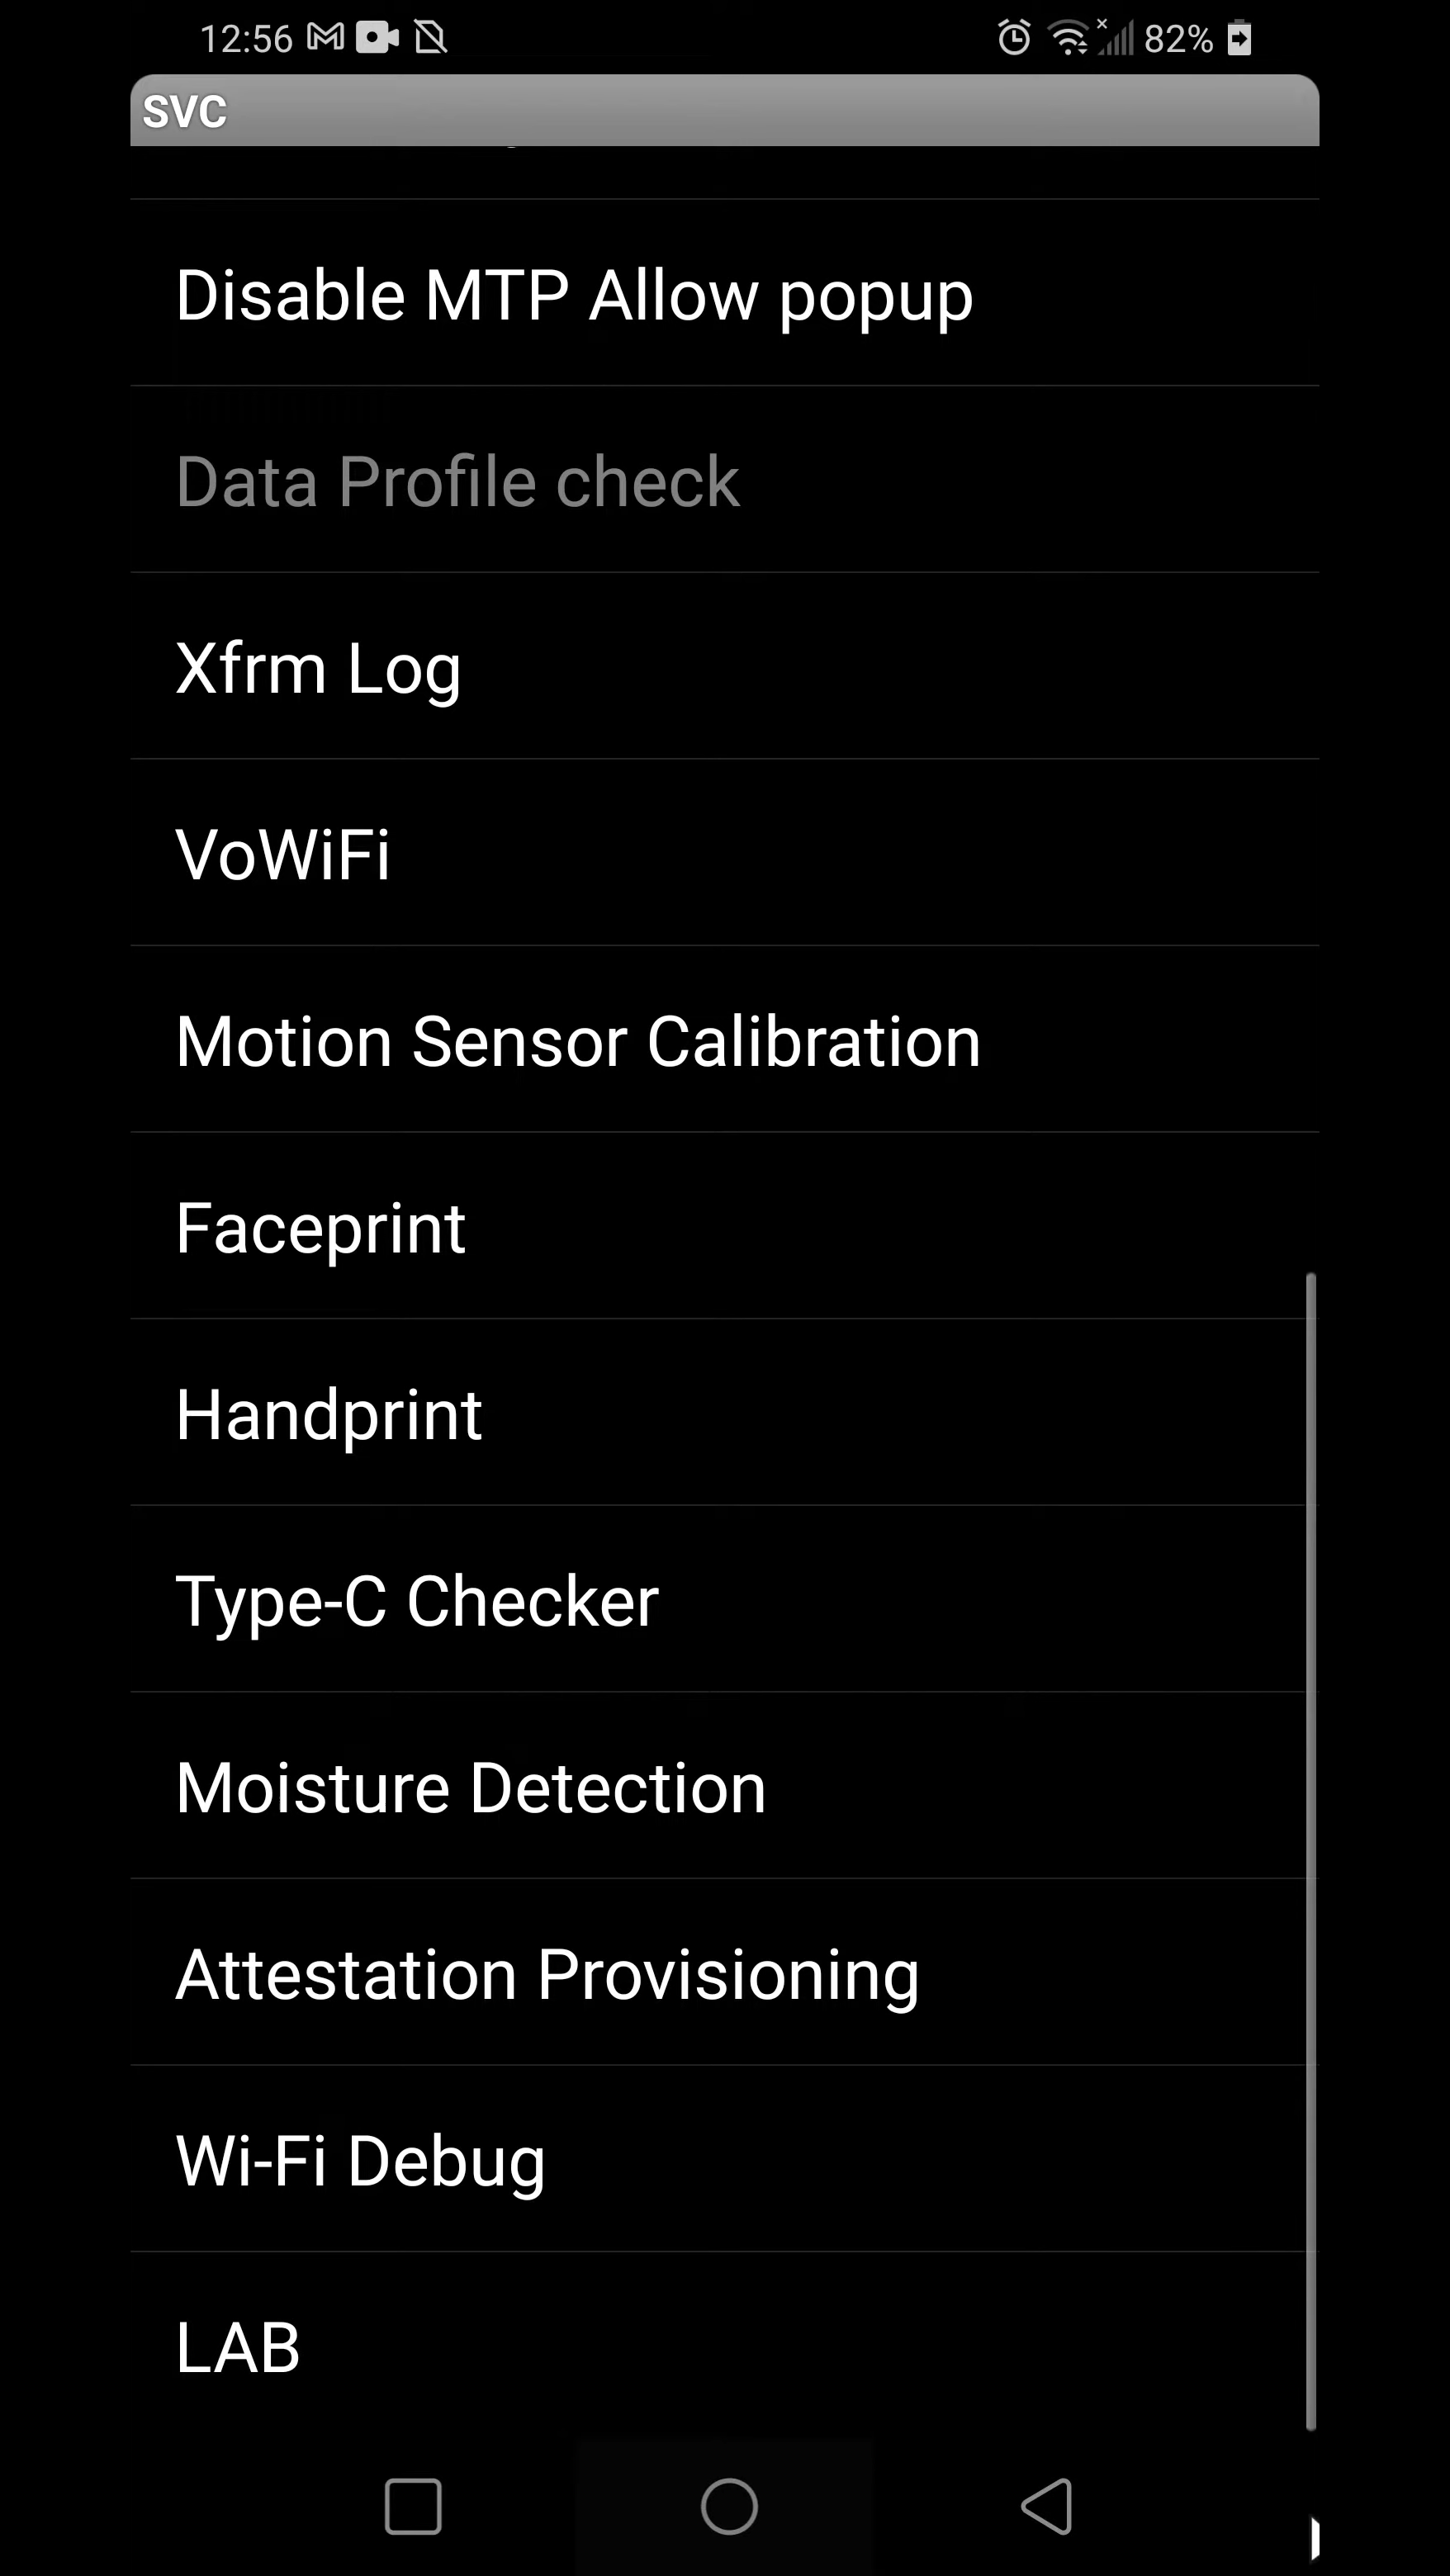 12:56
82%
SVC
Disable MTP Allow popup
Data Profile check
Xfrm Log
VoWiFi
Motion Sensor Calibration
Faceprint
Handprint
Type-C Checker
Moisture Detection
Attestation Provisioning
Wi-Fi Debug
LAB